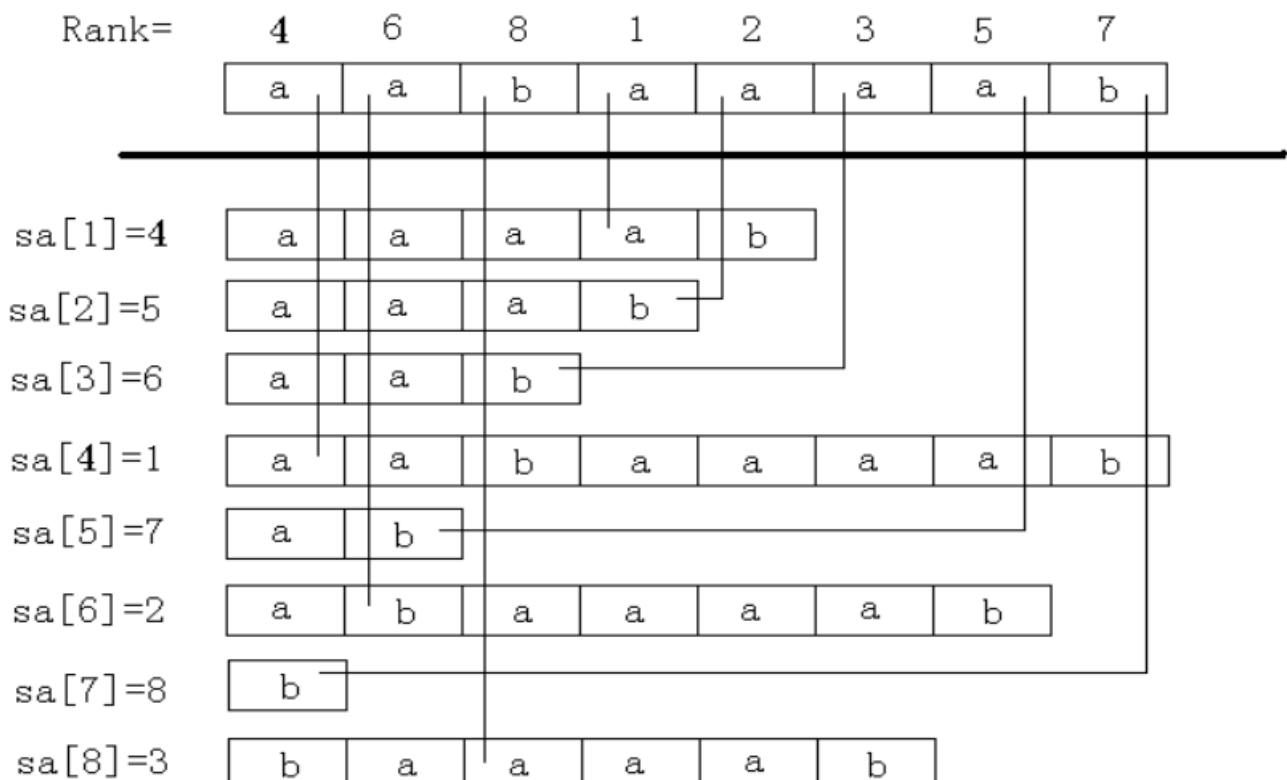 Rank= 4 6 8 1 2 3 5 7
a a b a a a a b
sa[1]=4 a a a a b
sa[2]=5 a a a b
sa[3]=6 a a b
sa[4]=1 a a b a a a a b
sa[5]=7 a b
sa[6]=2 a b a a a a b
sa[7]=8 b
sa[8]=3 b a a a a b